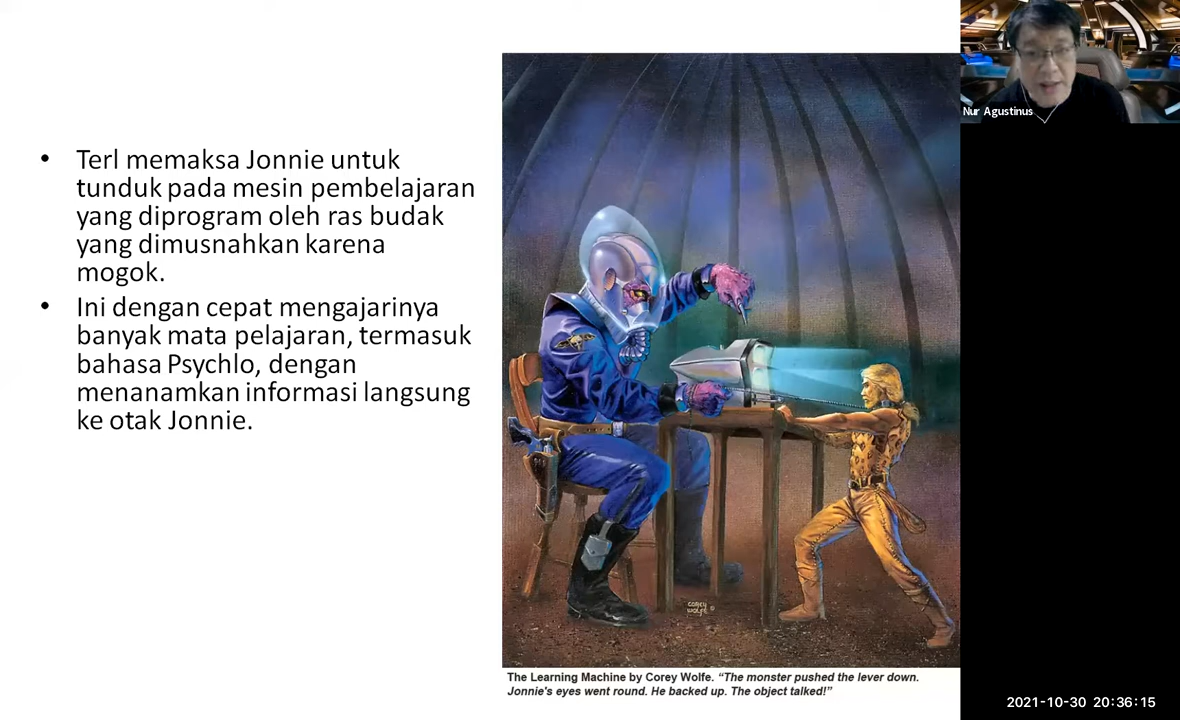 • Terl memaksa Jonnie untuk
tunduk pada mesin pembelajaran
yang diprogram oleh ras budak
yang dimusnahkan karena
mogok.
• Ini dengan cepat mengajarinya
banyak mata pelajaran, termasuk
bahasa Psychlo, dengan
menanamkan informasi langsung
ke otak Jonnie.
Nur Agustinus
COREY
WOLFE ©
The Learning Machine by Corey Wolfe. “The monster pushed the lever down.
Jonnie's eyes went round. He backed up. The object talked!”
2021-10-30 20:36:15